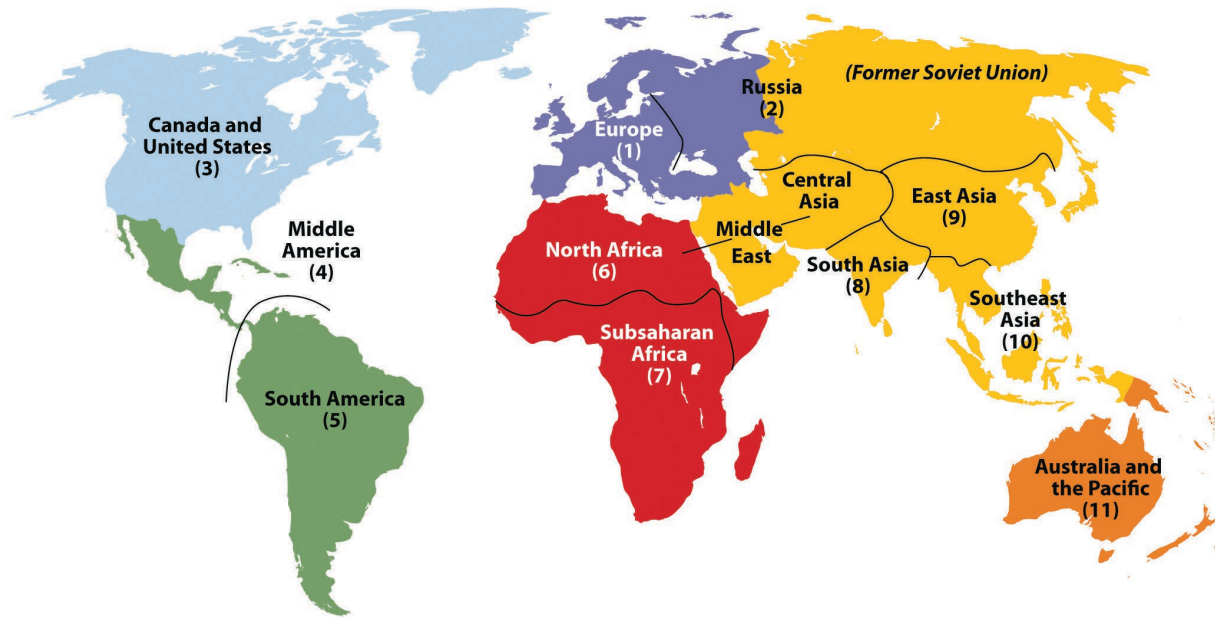 Canada and
United States
(3)
Middle
America
(4)
South America
(5)
Europe
(1)
Russia
(2)
(Former Soviet Union)
North Africa
(6)
Subsaharan
Africa
(7)
Middle
East
Central
Asia
South Asia
(8)
East Asia
(9)
Southeast
Asia
(10)
Australia and
the Pacific
(11)